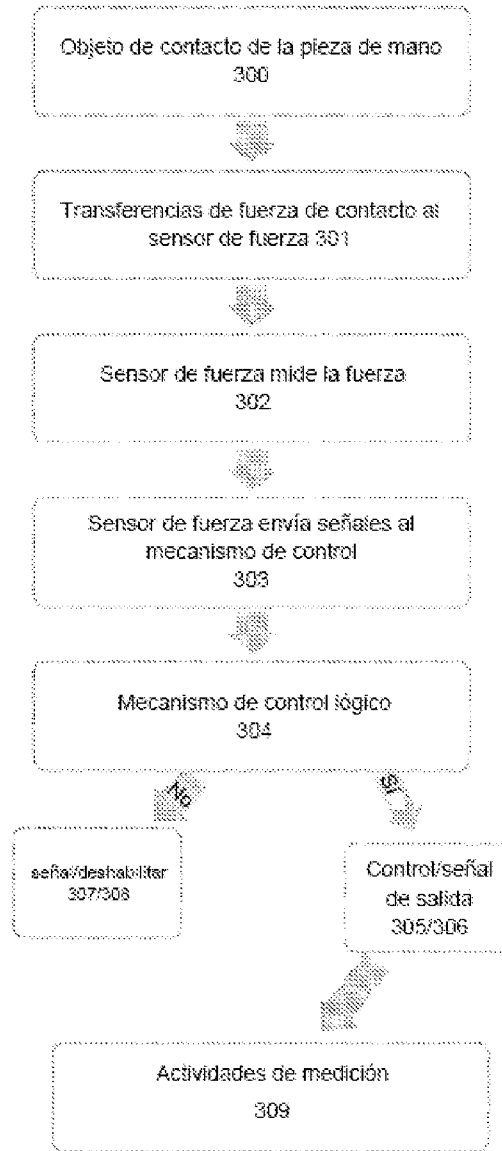 Objeto de contacto de la pieza de mano
300
Transferencias de fuerza de contacto al
sensor de fuerza 301
Sensor de fuerza mide la fuerza
302
Sensor de fuerza envía señales al
mecanismo de control
303
Mecanismo de control lógico
304
No
Sí
señal/deshabilitar
307/308
Control/señal
de salida
305/306
Actividades de medición
309